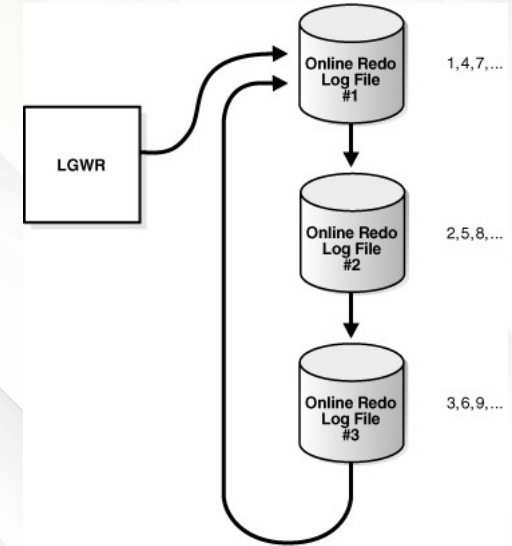 Online Redo
Log File
#1
1,4,7,...
LGWR
Online Redo
Log File
#2
2,5,8,...
Online Redo
Log File
#3
3,6,9,...